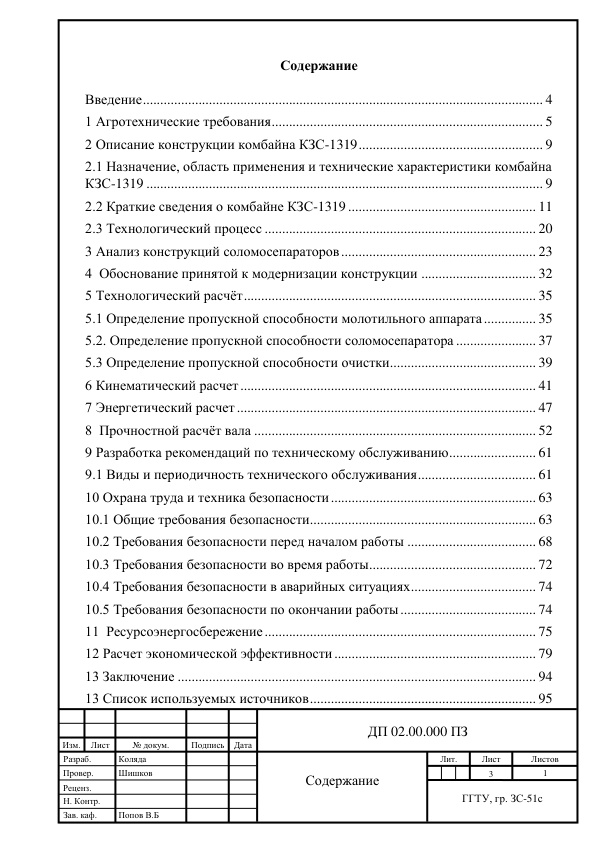 Содержание
Введение........ 4
1 Агротехнические требования........ 5
2 Описание конструкции комбайна КЗС-1319........ 9
2.1 Назначение, область применения и технические характеристики комбайна
КЗС-1319 ........ 9
2.2 Краткие сведения о комбайне КЗС-1319 ........ 11
2.3 Технологический процесс ........ 20
3 Анализ конструкций соломосепараторов........ 23
4 Обоснование принятой к модернизации конструкции ........ 32
5 Технологический расчёт........ 35
5.1 Определение пропускной способности молотильного аппарата........ 35
5.2. Определение пропускной способности соломосепаратора ........ 37
5.3 Определение пропускной способности очистки........ 39
6 Кинематический расчет ........ 41
7 Энергетический расчет ........ 47
8 Прочностной расчёт вала ........ 52
9 Разработка рекомендаций по техническому обслуживанию........ 61
9.1 Виды и периодичность технического обслуживания........ 61
10 Охрана труда и техника безопасности ........ 63
10.1 Общие требования безопасности........ 63
10.2 Требования безопасности перед началом работы ........ 68
10.3 Требования безопасности во время работы........ 72
10.4 Требования безопасности в аварийных ситуациях........ 74
10.5 Требования безопасности по окончании работы ........ 74
11 Ресурсоэнергосбережение ........ 75
12 Расчет экономической эффективности ........ 79
13 Заключение ........ 94
13 Список используемых источников........ 95
ДП 02.00.000 ПЗ
Изм. Лист № докум. Подпись Дата
Разраб. Коляда
Провер. Шишков
Реценз.
Н. Контр.
Зав. каф. Попов В.Б
Содержание
Лит. Лист Листов
3 1
ГГТУ, гр. ЗС-51с